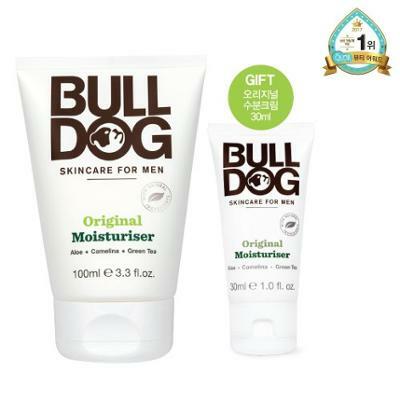 BULL
DOG
SKINCARE FOR MEN
Original
Moisturiser
Aloe • Camelina • Green Tea
100ml e 3.3 fl. oz.
GIFT
오리지널
수분크림
30ml
BULL
DOG
SKINCARE FOR MEN
Original
Moisturiser
Aloe • Camelina • Green Tea
30ml e 1.0 fl. oz.
2017
1위
뷰티 어워드